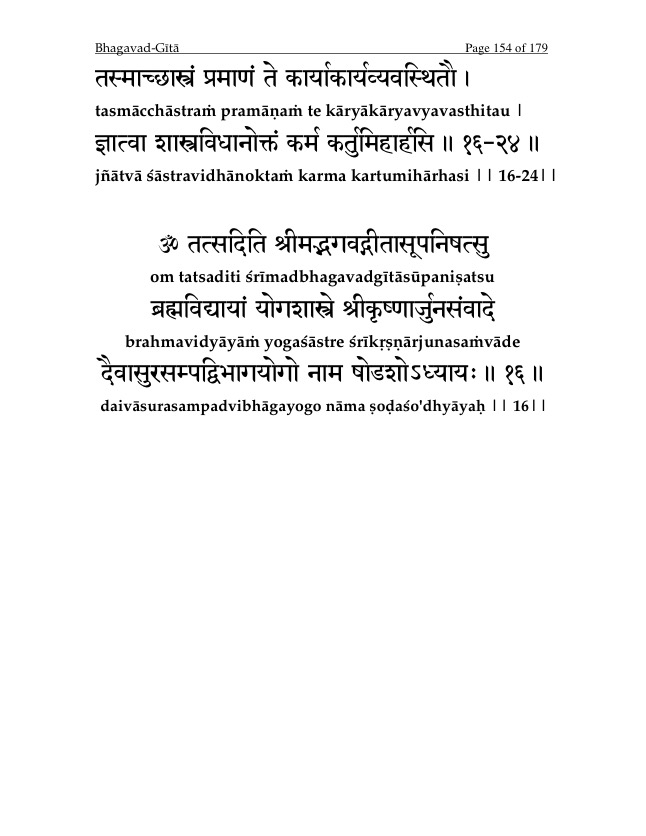 Bhagavad-Gītā Page 154 of 179
तस्माच्छास्त्रं प्रमाणं ते कार्याकार्यव्यवस्थितौ ।
tasmācchāstraṁ pramāṇaṁ te kāryākāryavyavasthitau |
ज्ञात्वा शास्त्रविधानोक्तं कर्म कर्तुमिहार्हसि ॥ १६-२४ ॥
jñātvā śāstravidhānoktaṁ karma kartumihārhasi || 16-24||
ॐ तत्सदिति श्रीमद्भगवद्गीतासूपनिषत्सु
om tatsaditi śrīmadbhagavadgītāsūpaniṣatsu
ब्रह्मविद्यायां योगशास्त्रे श्रीकृष्णार्जुनसंवादे
brahmavidyāyāṁ yogaśāstre śrīkṛṣṇārjunasaṁvāde
दैवासुरसम्पद्विभागयोगो नाम षोडशोऽध्यायः ॥ १६ ॥
daivāsurasampadvibhāgayogo nāma ṣoḍaśo'dhyāyaḥ || 16||